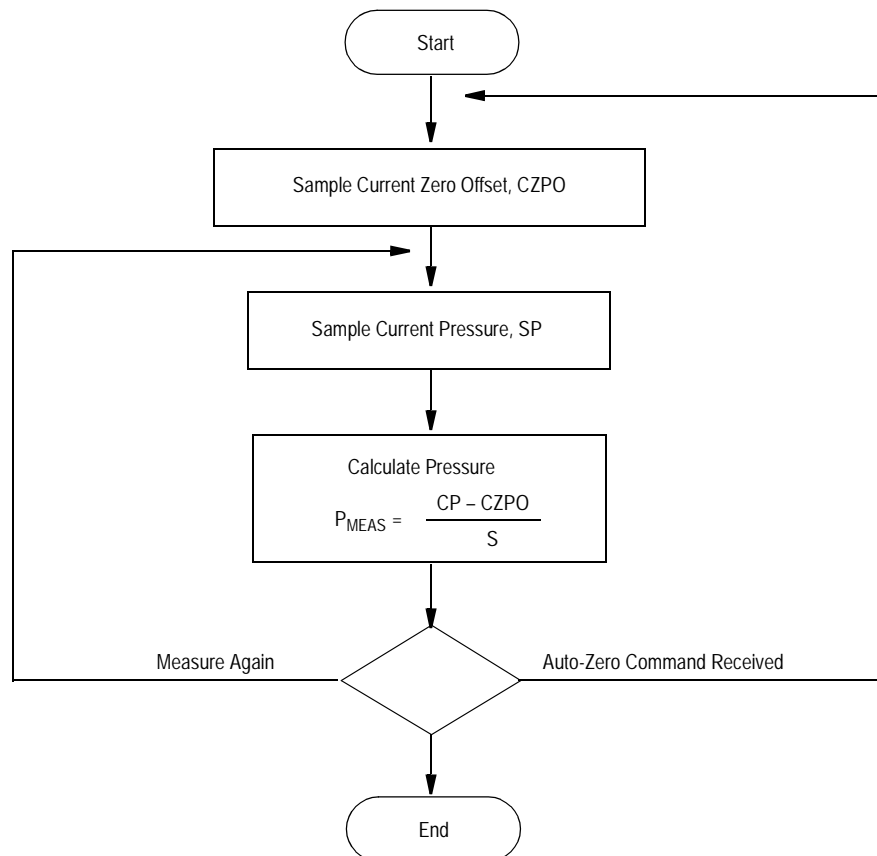 Start
Sample Current Zero Offset, CZPO
Sample Current Pressure, SP
Calculate Pressure
P_MEAS = CP – CZPO
S
Measure Again
Auto-Zero Command Received
End